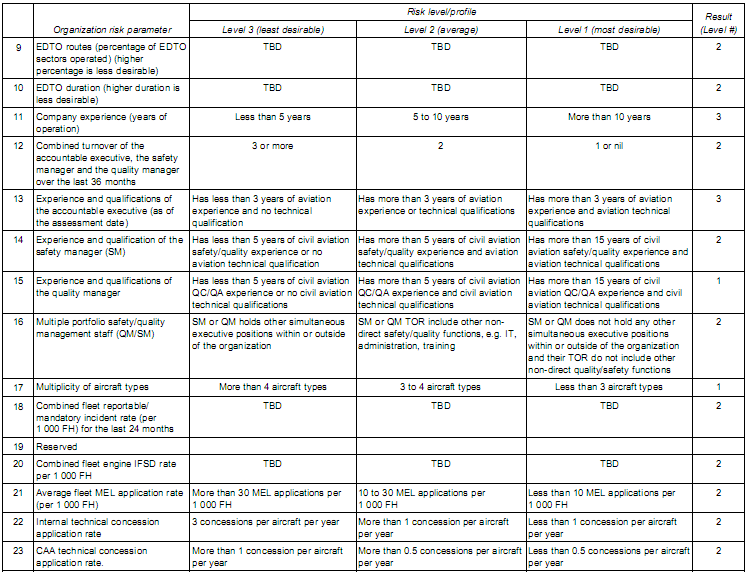 Risk level/profile
Organization risk parameter Level 3 (least desirable) Level 2 (average) Level 1 (most desirable) Result (Level #)
9 EDTO routes (percentage of EDTO TBD TBD TBD 2
sectors operated) (higher
percentage is less desirable)
10 EDTO duration (higher duration is TBD TBD TBD 2
less desirable)
11 Company experience (years of Less than 5 years 5 to 10 years More than 10 years 3
operation)
12 Combined turnover of the 3 or more 2 1 or nil 2
accountable executive, the safety
manager and the quality manager
over the last 36 months
13 Experience and qualifications of Has less than 3 years of aviation Has more than 3 years of aviation Has more than 3 years of aviation 3
the accountable executive (as of experience and no technical experience or technical qualifications experience and aviation technical
the assessment date) qualification qualifications
14 Experience and qualification of the Has less than 5 years of civil aviation Has more than 5 years of civil aviation Has more than 15 years of civil 2
safety manager (SM) safety/quality experience or no safety/quality experience and aviation aviation safety/quality experience and
aviation technical qualification technical qualifications aviation technical qualifications
15 Experience and qualifications of Has less than 5 years of civil aviation Has more than 5 years of civil aviation Has more than 15 years of civil 1
the quality manager QC/QA experience or no civil aviation QC/QA experience and civil aviation aviation QC/QA experience and civil
technical qualifications technical qualifications aviation technical qualifications
16 Multiple portfolio safety/quality SM or QM holds other simultaneous SM or QM TOR include other non- SM or QM does not hold any other 2
management staff (QM/SM) executive positions within or outside direct safety/quality functions, e.g. IT, simultaneous executive positions
of the organization administration, training within or outside of the organization
and their TOR do not include other
non-direct quality/safety functions
17 Multiplicity of aircraft types More than 4 aircraft types 3 to 4 aircraft types Less than 3 aircraft types 1
18 Combined fleet reportable/ TBD TBD TBD 2
mandatory incident rate (per
1 000 FH) for the last 24 months
19 Reserved
20 Combined fleet engine IFSD rate TBD TBD TBD 2
per 1 000 FH
21 Average fleet MEL application rate More than 30 MEL applications per 10 to 30 MEL applications per Less than 10 MEL applications per 2
(per 1 000 FH) 1 000 FH 1 000 FH 1 000 FH
22 Internal technical concession 3 concessions per aircraft per year More than 1 concession per aircraft Less than 1 concession per aircraft 2
application rate per year per year
23 CAA technical concession More than 1 concession per aircraft More than 0.5 concessions per aircraft Less than 0.5 concessions per aircraft 2
application rate. per year per year per year